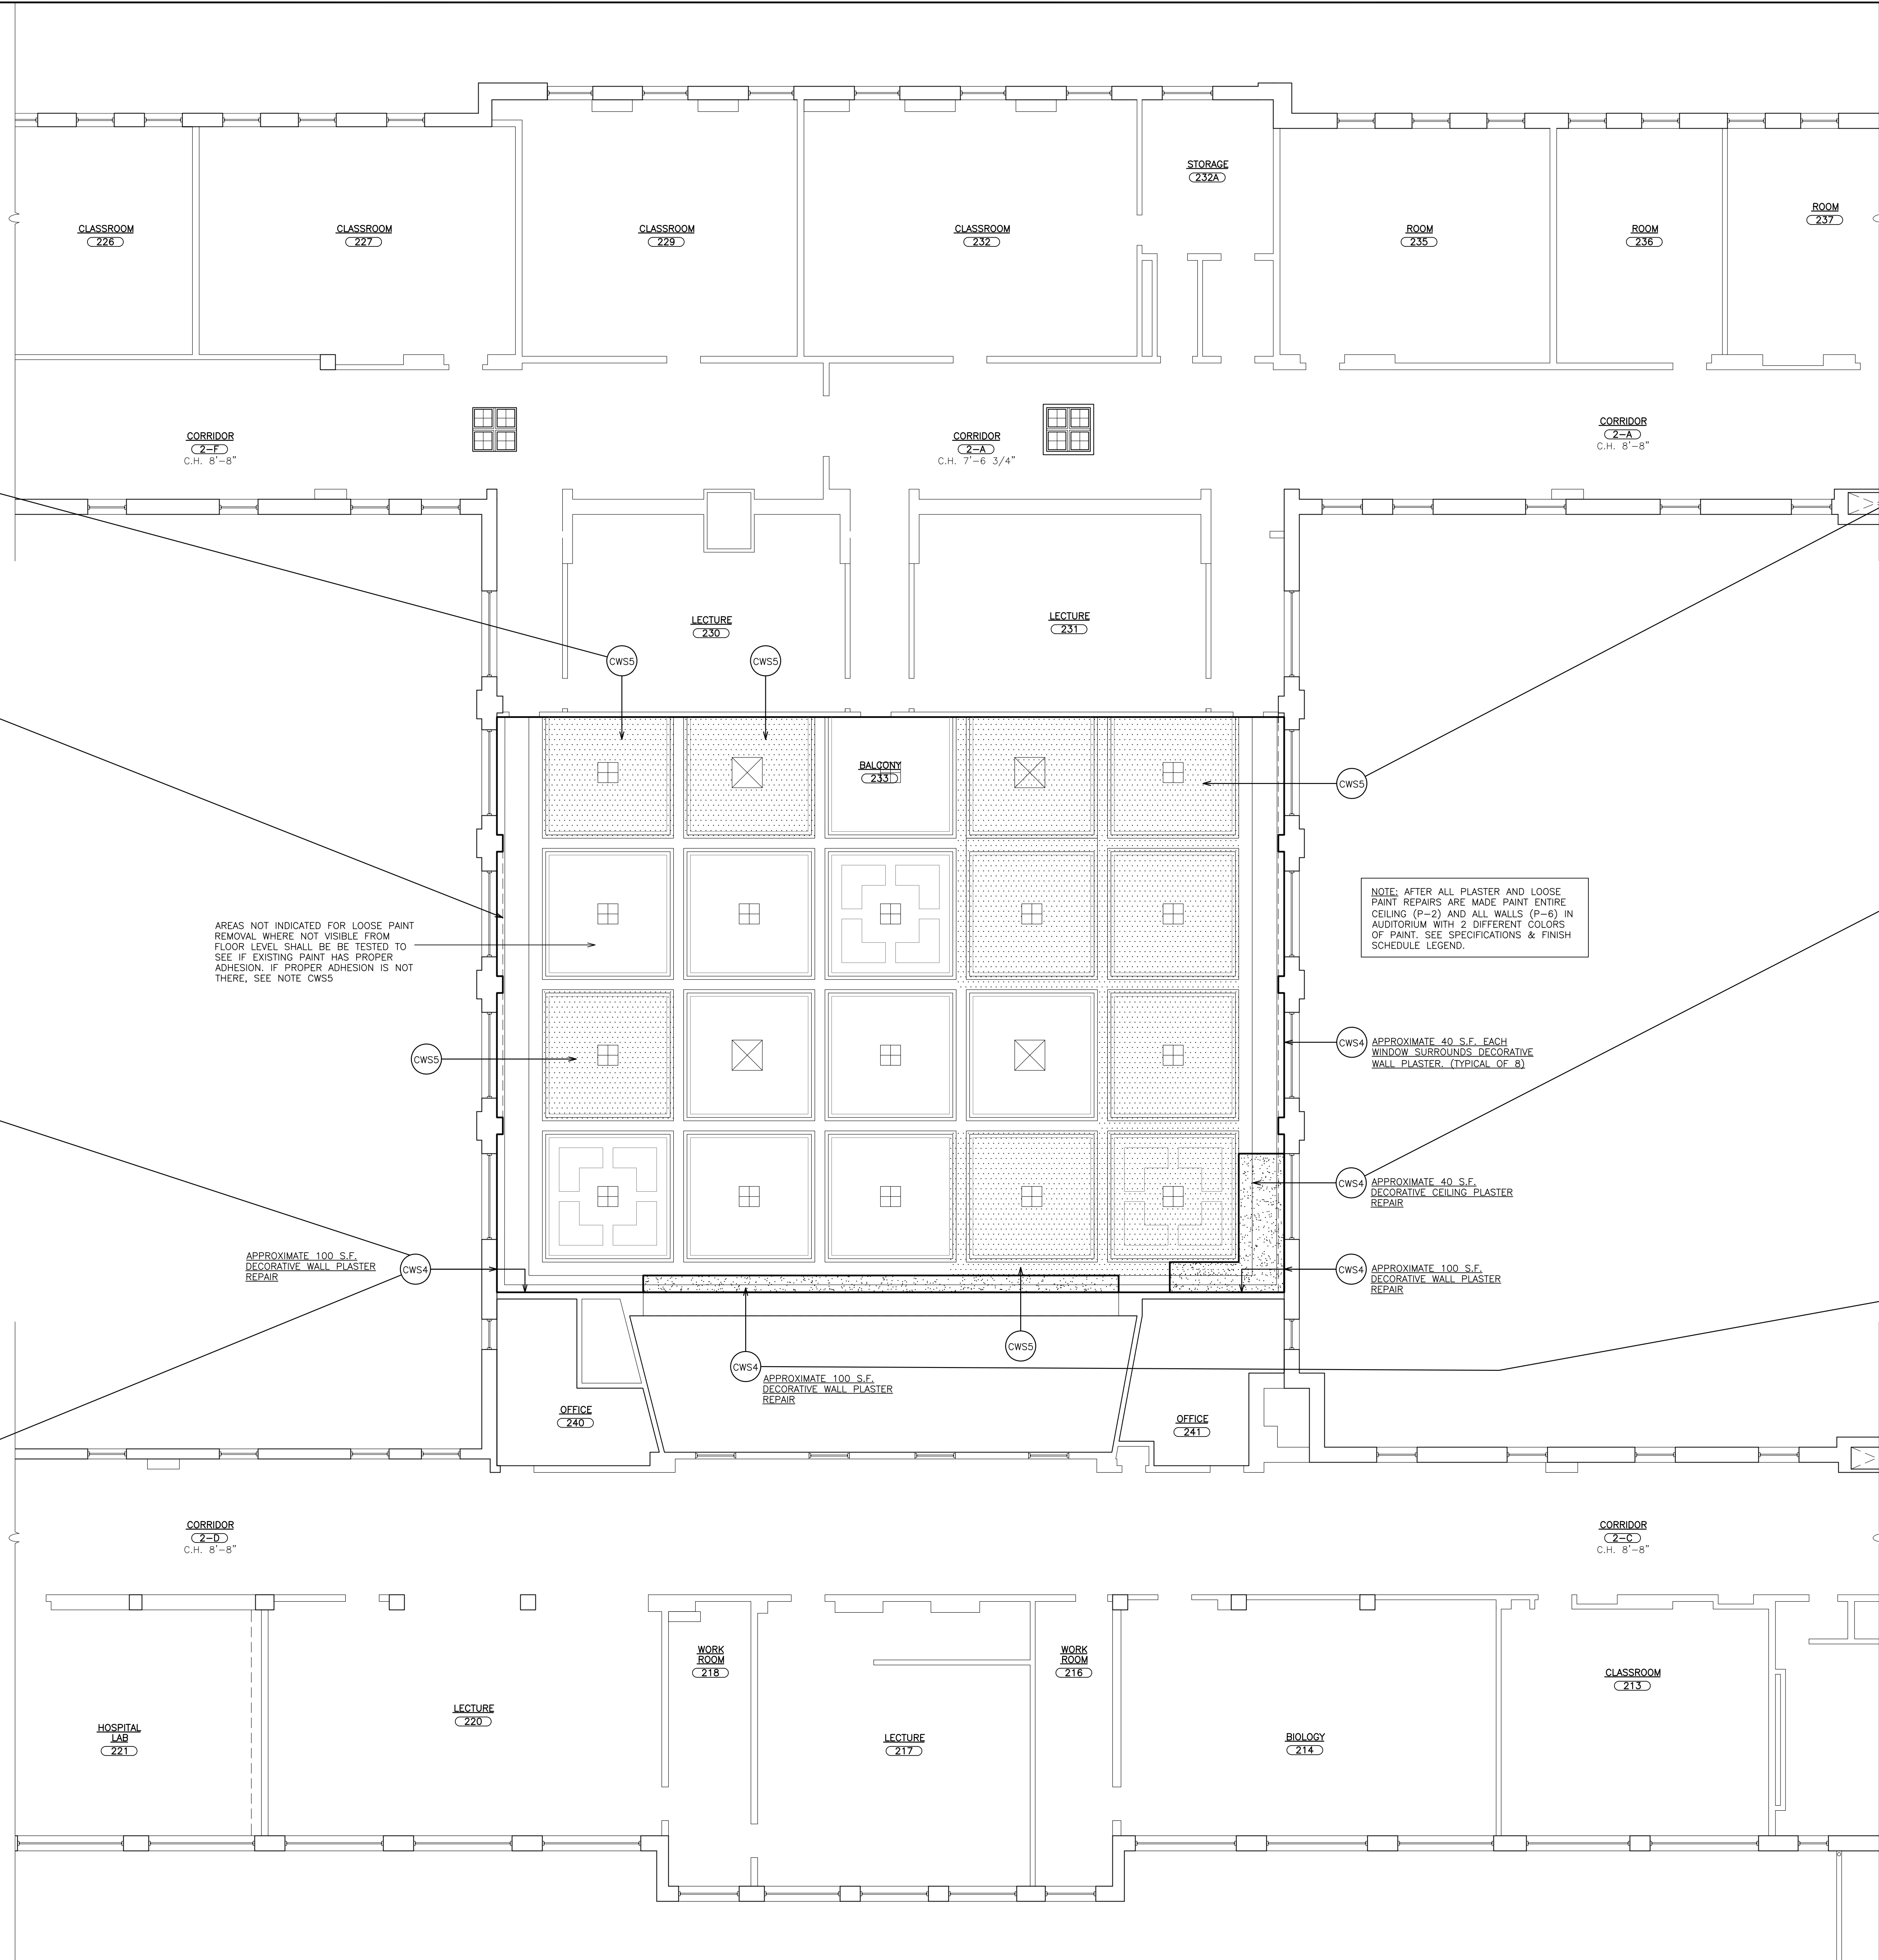 STORAGE
232A
CLASSROOM
226
CLASSROOM
227
CLASSROOM
229
CLASSROOM
232
ROOM
235
ROOM
236
ROOM
237
CORRIDOR
2-F
C.H. 8'-8"
CORRIDOR
2-A
C.H. 7'-6 3/4"
CORRIDOR
2-A
C.H. 8'-8"
LECTURE
230
LECTURE
231
CWS5
CWS5
BALCONY
233
CWS5
AREAS NOT INDICATED FOR LOOSE PAINT
REMOVAL WHERE NOT VISIBLE FROM
FLOOR LEVEL SHALL BE BE TESTED TO
SEE IF EXISTING PAINT HAS PROPER
ADHESION. IF PROPER ADHESION IS NOT
THERE, SEE NOTE CWS5
NOTE: AFTER ALL PLASTER AND LOOSE
PAINT REPAIRS ARE MADE PAINT ENTIRE
CEILING (P-2) AND ALL WALLS (P-6) IN
AUDITORIUM WITH 2 DIFFERENT COLORS
OF PAINT. SEE SPECIFICATIONS & FINISH
SCHEDULE LEGEND.
CWS5
CWS4
APPROXIMATE 40 S.F. EACH
WINDOW SURROUNDS DECORATIVE
WALL PLASTER. (TYPICAL OF 8)
CWS4
APPROXIMATE 40 S.F.
DECORATIVE CEILING PLASTER
REPAIR
APPROXIMATE 100 S.F.
DECORATIVE WALL PLASTER
REPAIR
CWS4
CWS4
APPROXIMATE 100 S.F.
DECORATIVE WALL PLASTER
REPAIR
CWS5
CWS4
APPROXIMATE 100 S.F.
DECORATIVE WALL PLASTER
REPAIR
OFFICE
240
OFFICE
241
CORRIDOR
2-D
C.H. 8'-8"
CORRIDOR
2-C
C.H. 8'-8"
WORK
ROOM
218
WORK
ROOM
216
CLASSROOM
213
HOSPITAL
LAB
221
LECTURE
220
LECTURE
217
BIOLOGY
214